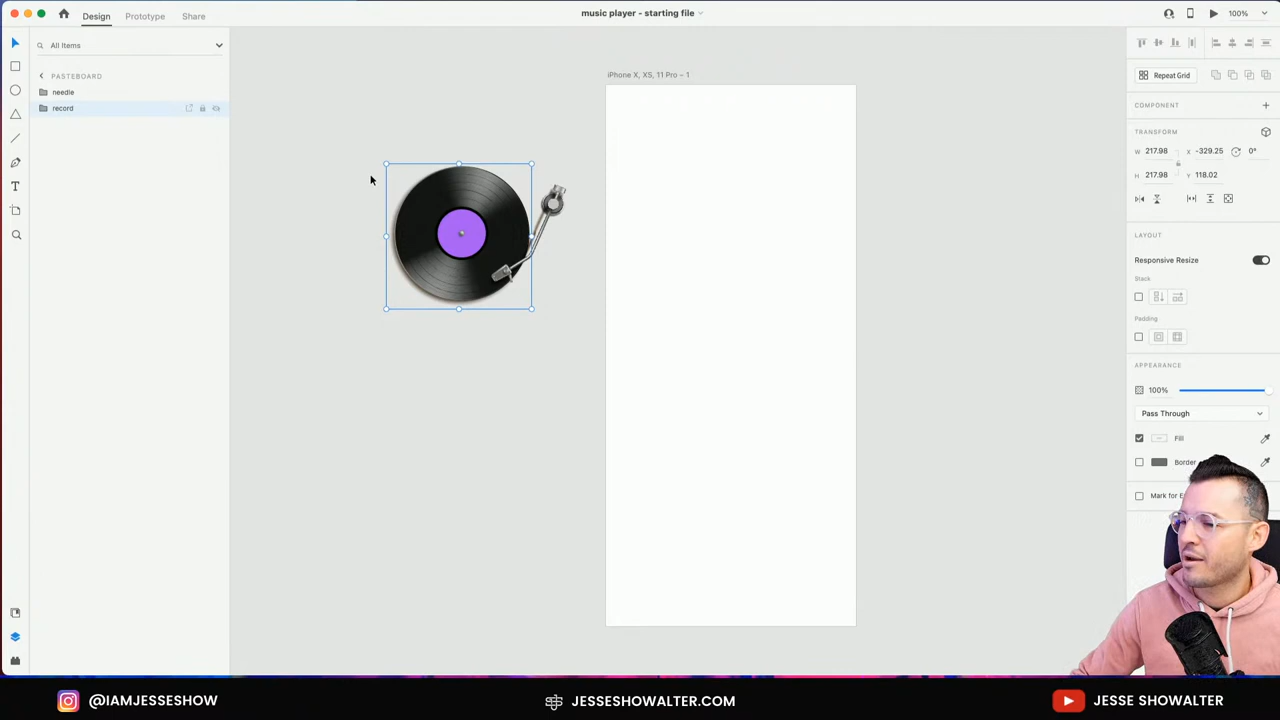 Design
Prototype
Share
music player - starting file
100%
All Items
PASTEBOARD
needle
record
iPhone X, XS, 11 Pro – 1
Repeat Grid
COMPONENT
TRANSFORM
W 217.98 X -329.25 0°
H 217.98 Y 118.02
LAYOUT
Responsive Resize
Stack
Padding
APPEARANCE
100%
Pass Through
Fill
Border
Mark for E
@IAMJESSESHOW
JESSESHOWALTER.COM
JESSE SHOWALTER